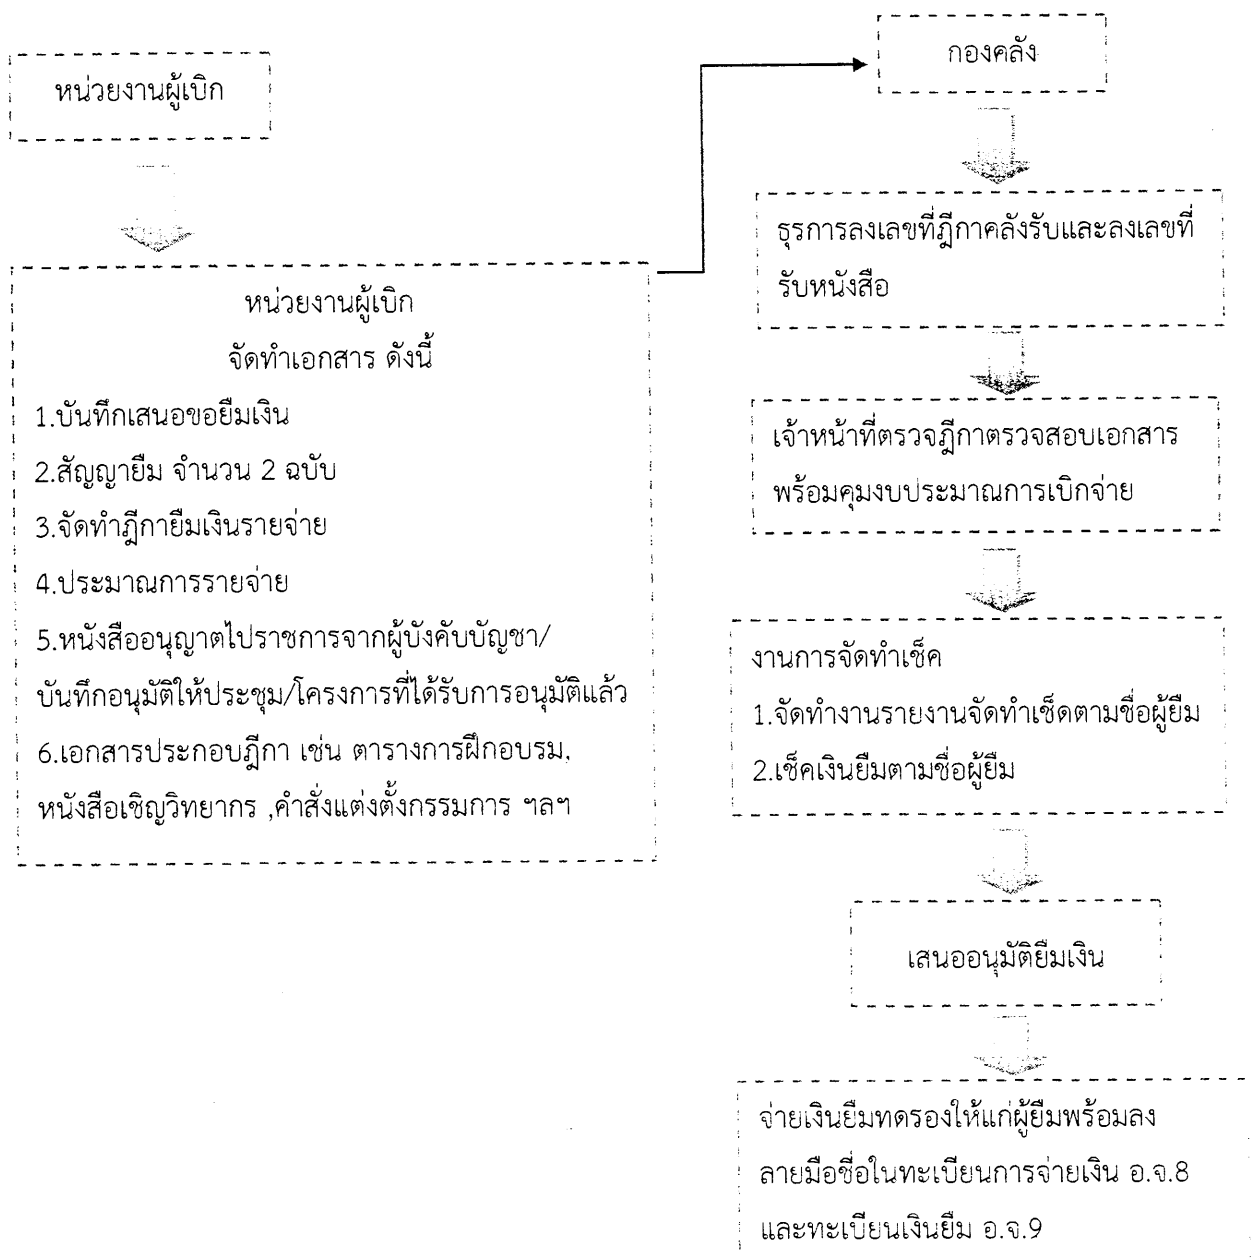 หน่วยงานผู้เบิก
หน่วยงานผู้เบิก
จัดทำเอกสาร ดังนี้
1.บันทึกเสนอขอยืมเงิน
2.สัญญายืม จำนวน 2 ฉบับ
3.จัดทำฎีกายืมเงินรายจ่าย
4.ประมาณการรายจ่าย
5.หนังสืออนุญาตไปราชการจากผู้บังคับบัญชา/
บันทึกอนุมัติให้ประชุม/โครงการที่ได้รับการอนุมัติแล้ว
6.เอกสารประกอบฎีกา เช่น ตารางการฝึกอบรม,
หนังสือเชิญวิทยากร ,คำสั่งแต่งตั้งกรรมการ ฯลฯ
กองคลัง
ธุรการลงเลขที่ฎีกาคลังรับและลงเลขที่
รับหนังสือ
เจ้าหน้าที่ตรวจฎีกาตรวจสอบเอกสาร
พร้อมคุมงบประมาณการเบิกจ่าย
งานการจัดทำเช็ค
1.จัดทำงานรายงานจัดทำเช็ดตามชื่อผู้ยืม
2.เช็คเงินยืมตามชื่อผู้ยืม
เสนออนุมัติยืมเงิน
จ่ายเงินยืมทดรองให้แก่ผู้ยืมพร้อมลง
ลายมือชื่อในทะเบียนการจ่ายเงิน อ.จ.8
และทะเบียนเงินยืม อ.จ.9